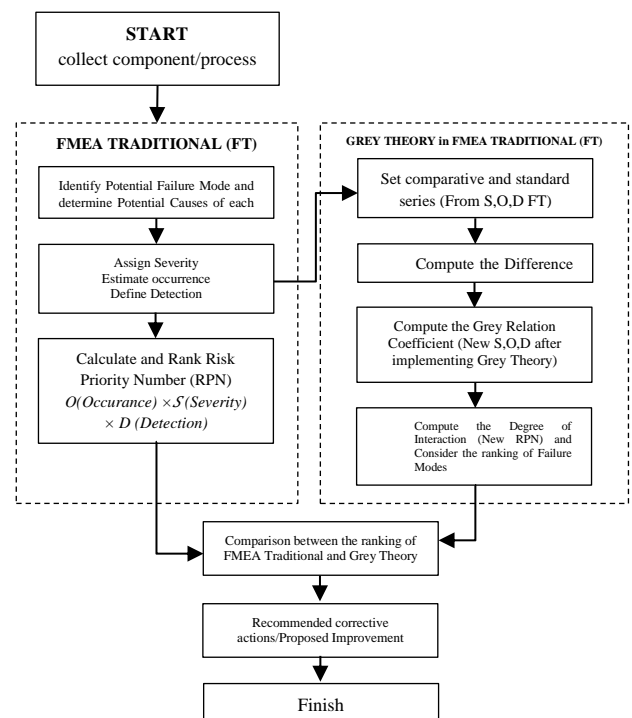 START
collect component/process
FMEA TRADITIONAL (FT)
Identify Potential Failure Mode and
determine Potential Causes of each
Assign Severity
Estimate occurrence
Define Detection
Calculate and Rank Risk
Priority Number (RPN)
O(Occurance) ×S(Severity)
× D (Detection)
GREY THEORY in FMEA TRADITIONAL (FT)
Set comparative and standard
series (From S,O,D FT)
Compute the Difference
Compute the Grey Relation
Coefficient (New S,O,D after
implementing Grey Theory)
Compute the Degree of
Interaction (New RPN) and
Consider the ranking of Failure
Modes
Comparison between the ranking of
FMEA Traditional and Grey Theory
Recommended corrective
actions/Proposed Improvement
Finish